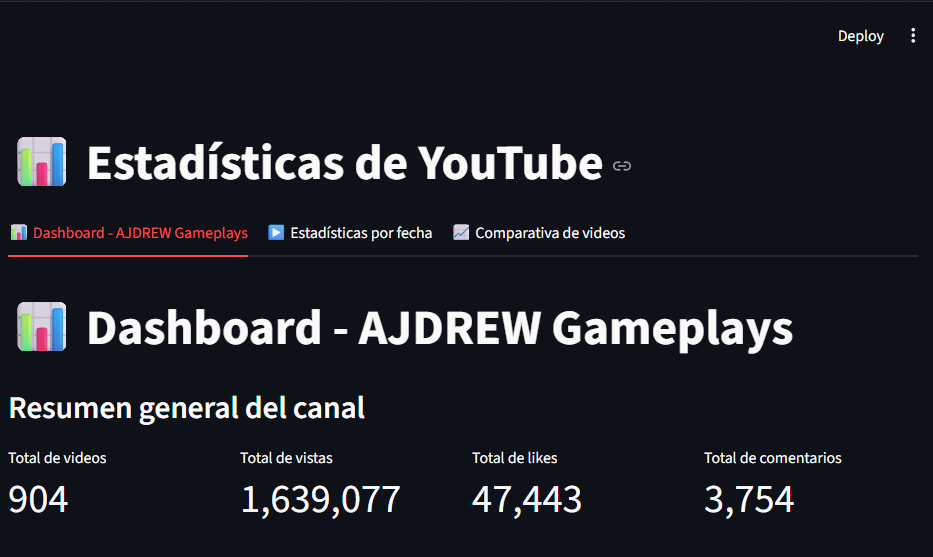 Deploy
Estadísticas de YouTube
Dashboard - AJDREW Gameplays Estadísticas por fecha Comparativa de videos
Dashboard - AJDREW Gameplays
Resumen general del canal
Total de videos Total de vistas Total de likes Total de comentarios
904 1,639,077 47,443 3,754